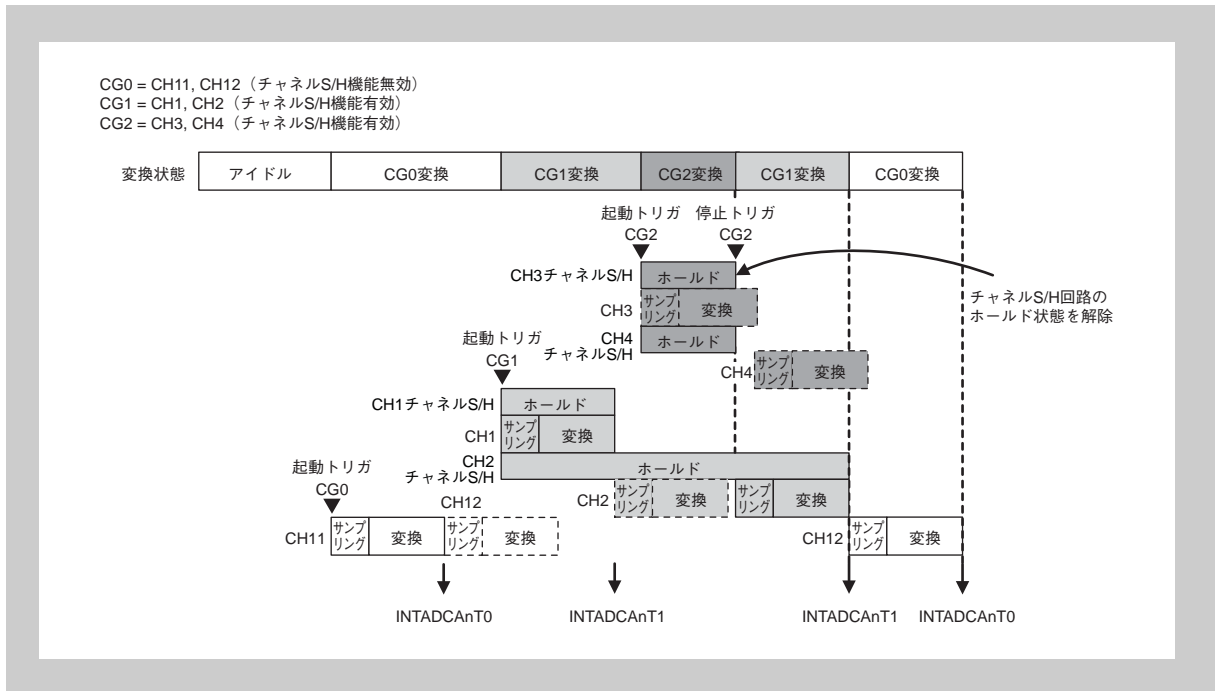 CG0 = CH11, CH12（チャネルS/H機能無効）
CG1 = CH1, CH2（チャネルS/H機能有効）
CG2 = CH3, CH4（チャネルS/H機能有効）
変換状態
アイドル
CG0変換
CG1変換
CG2変換
CG1変換
CG0変換
起動トリガ
CG2
停止トリガ
CG2
CH3チャネルS/H
ホールド
チャネルS/H回路の
ホールド状態を解除
CH3
サンプ
リング
変換
CH4
チャネルS/H
ホールド
起動トリガ
CG1
CH4
サンプ
リング
変換
CH1チャネルS/H
ホールド
CH1
サンプ
リング
変換
CH2
チャネルS/H
ホールド
起動トリガ
CG0
CH2
サンプ
リング
変換
サンプ
リング
変換
CH12
CH11
サンプ
リング
変換
サンプ
リング
変換
CH12
サンプ
リング
変換
INTADCAnT0
INTADCAnT1
INTADCAnT1
INTADCAnT0